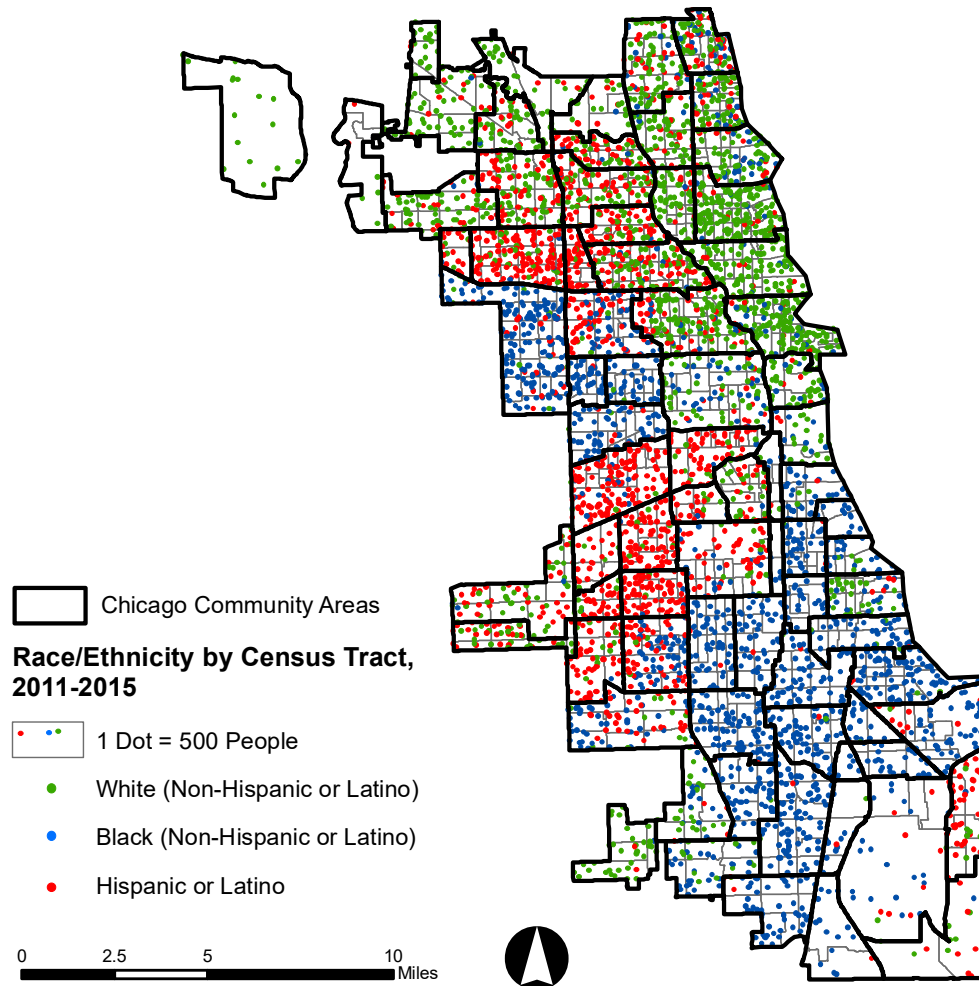 Chicago Community Areas
Race/Ethnicity by Census Tract,
2011-2015
1 Dot = 500 People
White (Non-Hispanic or Latino)
Black (Non-Hispanic or Latino)
Hispanic or Latino
0 2.5 5 10
Miles